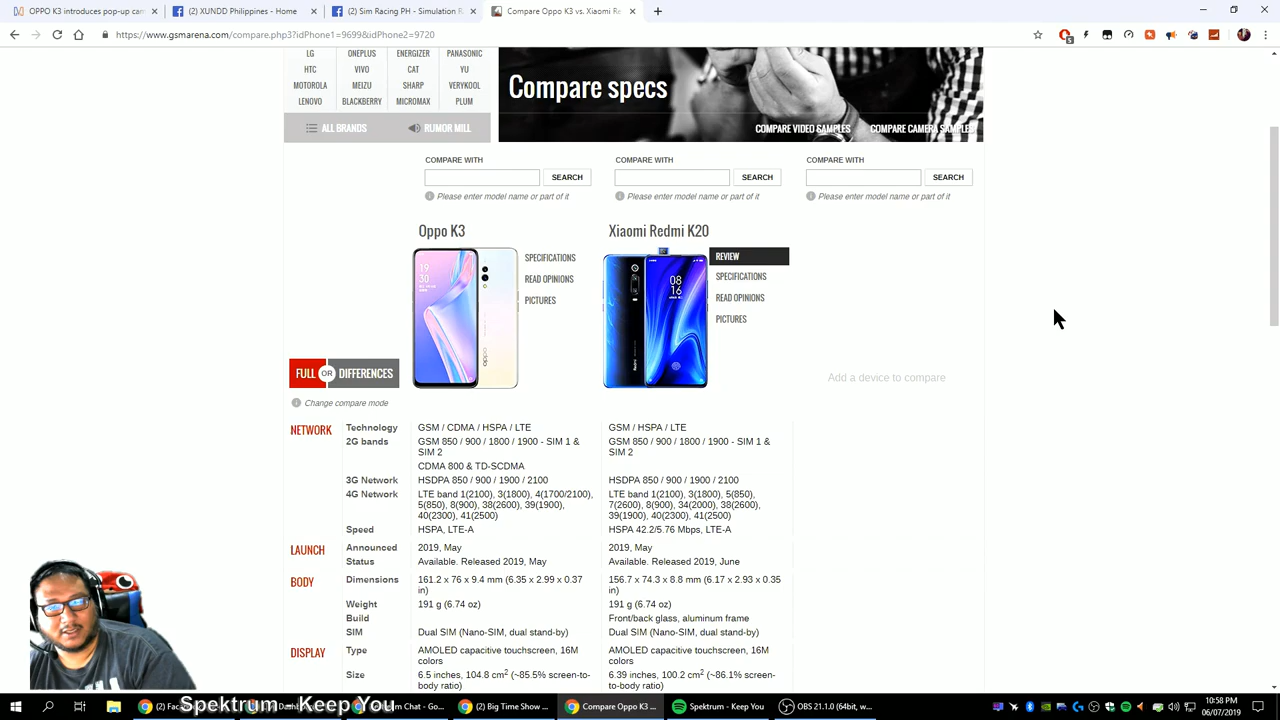 OPPO K3 introduces pop-up cam
(2) XUNDD Philippines - Home
(2) SPH - Simulation R
Compare Oppo K3 vs. Xiaomi Re
https://www.gsmarena.com/compare.php3?idPhone1=9699&idPhone2=9720
LG ONEPLUS ENERGIZER PANASONIC
HTC VIVO CAT YU
MOTOROLA MEIZU SHARP VERYKOOL
LENOVO BLACKBERRY MICROMAX PLUM
ALL BRANDS RUMOR MILL
Compare specs
COMPARE VIDEO SAMPLES COMPARE CAMERA SAMPLES
COMPARE WITH COMPARE WITH COMPARE WITH
SEARCH SEARCH SEARCH
Please enter model name or part of it Please enter model name or part of it Please enter model name or part of it
Oppo K3 Xiaomi Redmi K20
SPECIFICATIONS
READ OPINIONS
PICTURES
REVIEW
SPECIFICATIONS
READ OPINIONS
PICTURES
Add a device to compare
FULL OR DIFFERENCES
Change compare mode
NETWORK Technology GSM / CDMA / HSPA / LTE GSM / HSPA / LTE
2G bands GSM 850 / 900 / 1800 / 1900 - SIM 1 & GSM 850 / 900 / 1800 / 1900 - SIM 1 &
SIM 2 SIM 2
CDMA 800 & TD-SCDMA
3G Network HSDPA 850 / 900 / 1900 / 2100 HSDPA 850 / 900 / 1900 / 2100
4G Network LTE band 1(2100), 3(1800), 4(1700/2100), LTE band 1(2100), 3(1800), 5(850),
5(850), 8(900), 38(2600), 39(1900), 7(2600), 8(900), 34(2000), 38(2600),
40(2300), 41(2500) 39(1900), 40(2300), 41(2500)
Speed HSPA, LTE-A HSPA 42.2/5.76 Mbps, LTE-A
LAUNCH Announced 2019, May 2019, May
Status Available. Released 2019, May Available. Released 2019, June
BODY Dimensions 161.2 x 76 x 9.4 mm (6.35 x 2.99 x 0.37 156.7 x 74.3 x 8.8 mm (6.17 x 2.93 x 0.35
in) in)
Weight 191 g (6.74 oz) 191 g (6.74 oz)
Build Front/back glass, aluminum frame
SIM Dual SIM (Nano-SIM, dual stand-by) Dual SIM (Nano-SIM, dual stand-by)
DISPLAY Type AMOLED capacitive touchscreen, 16M AMOLED capacitive touchscreen, 16M
colors colors
Size 6.5 inches, 104.8 cm2 (~85.5% screen- 6.39 inches, 100.2 cm2 (~86.1% screen-
to-body ratio) to-body ratio)
Spektrum - Keep You
(2) Big Time Show ...
Compare Oppo K3 ...
Spektrum - Keep You
OBS 21.1.0 (64bit, w...
10:58 PM
06/07/2019